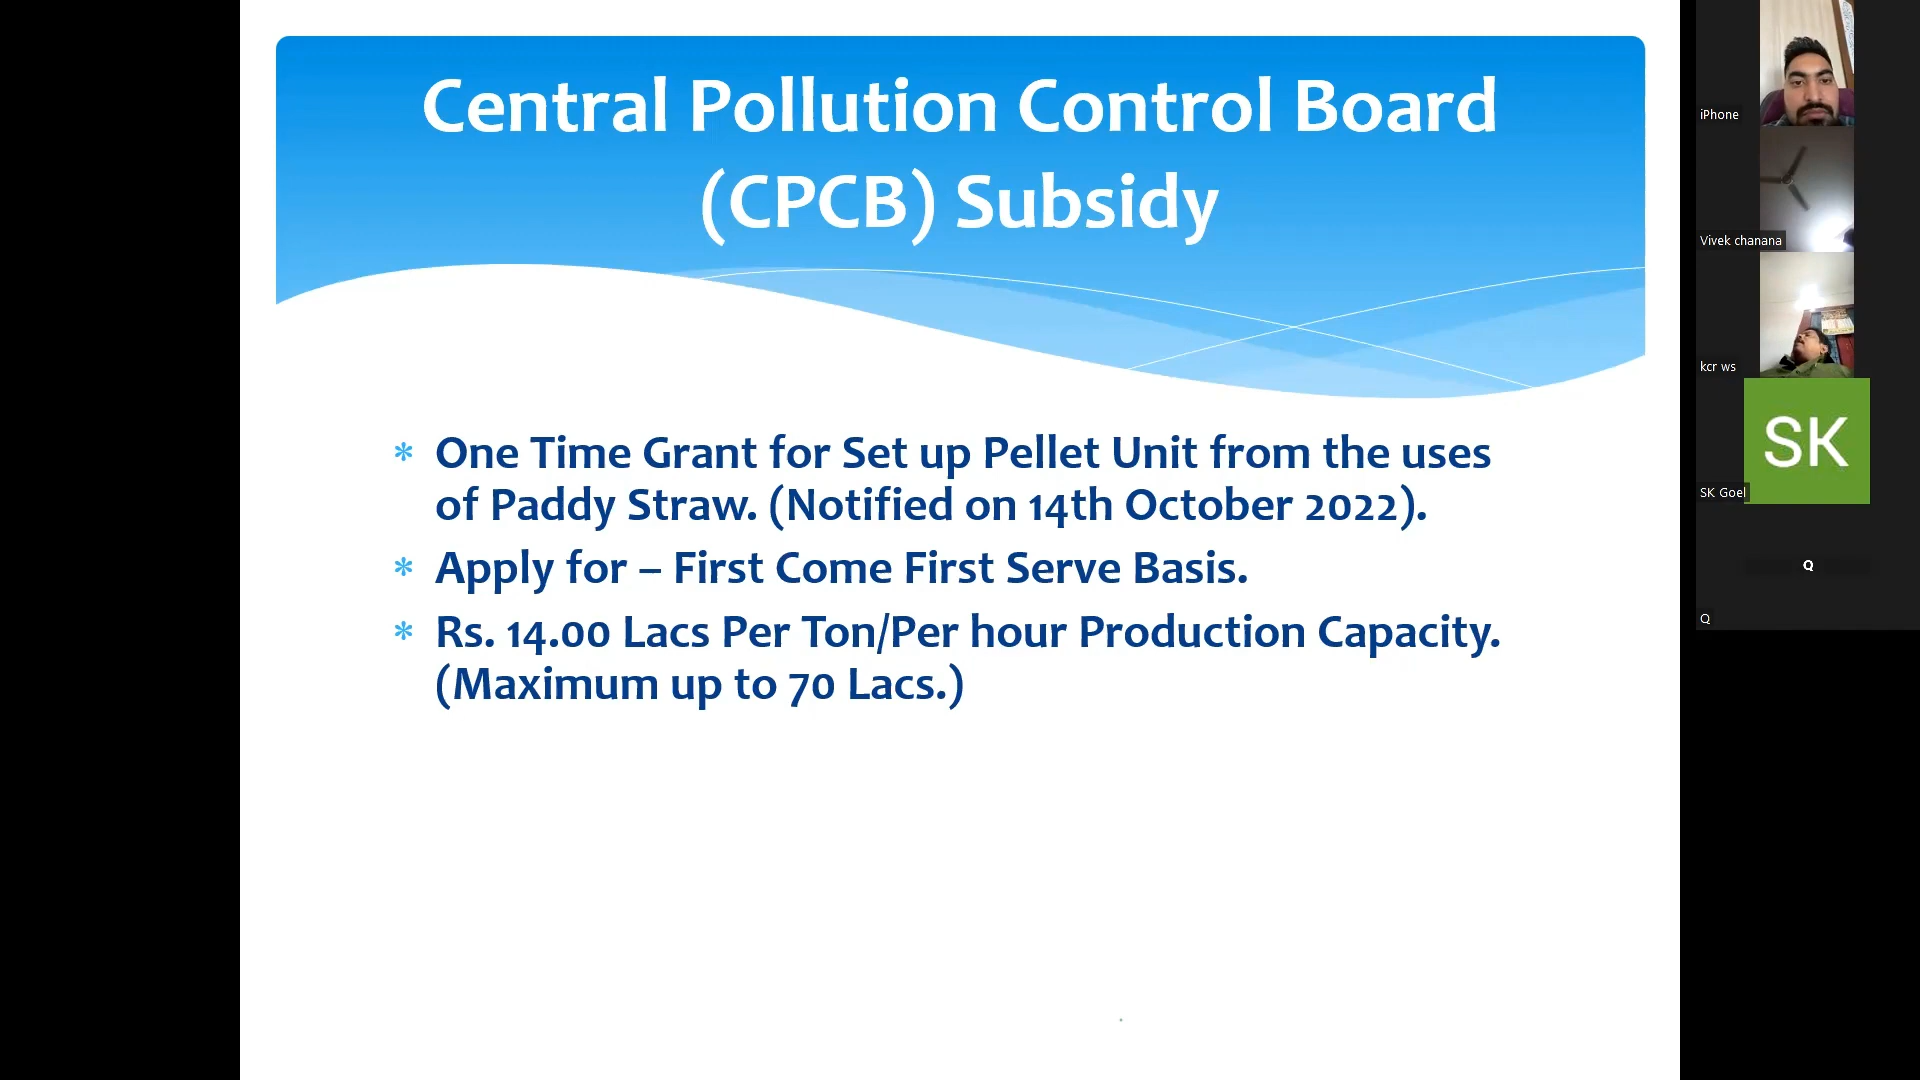 Central Pollution Control Board
(CPCB) Subsidy
* One Time Grant for Set up Pellet Unit from the uses
of Paddy Straw. (Notified on 14th October 2022).
* Apply for – First Come First Serve Basis.
* Rs. 14.00 Lacs Per Ton/Per hour Production Capacity.
(Maximum up to 70 Lacs.)
iPhone
Vivek chanana
kcr ws
SK
SK Goel
Q
Q